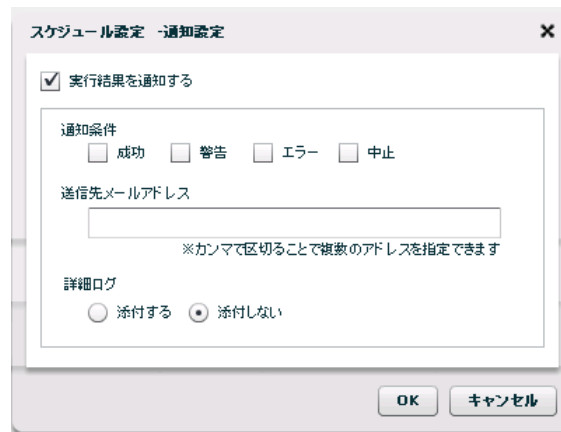 スケジュール設定 -通知設定
実行結果を通知する
通知条件
成功 警告 エラー 中止
送信先メールアドレス
※カンマで区切ることで複数のアドレスを指定できます
詳細ログ
添付する 添付しない
OK キャンセル